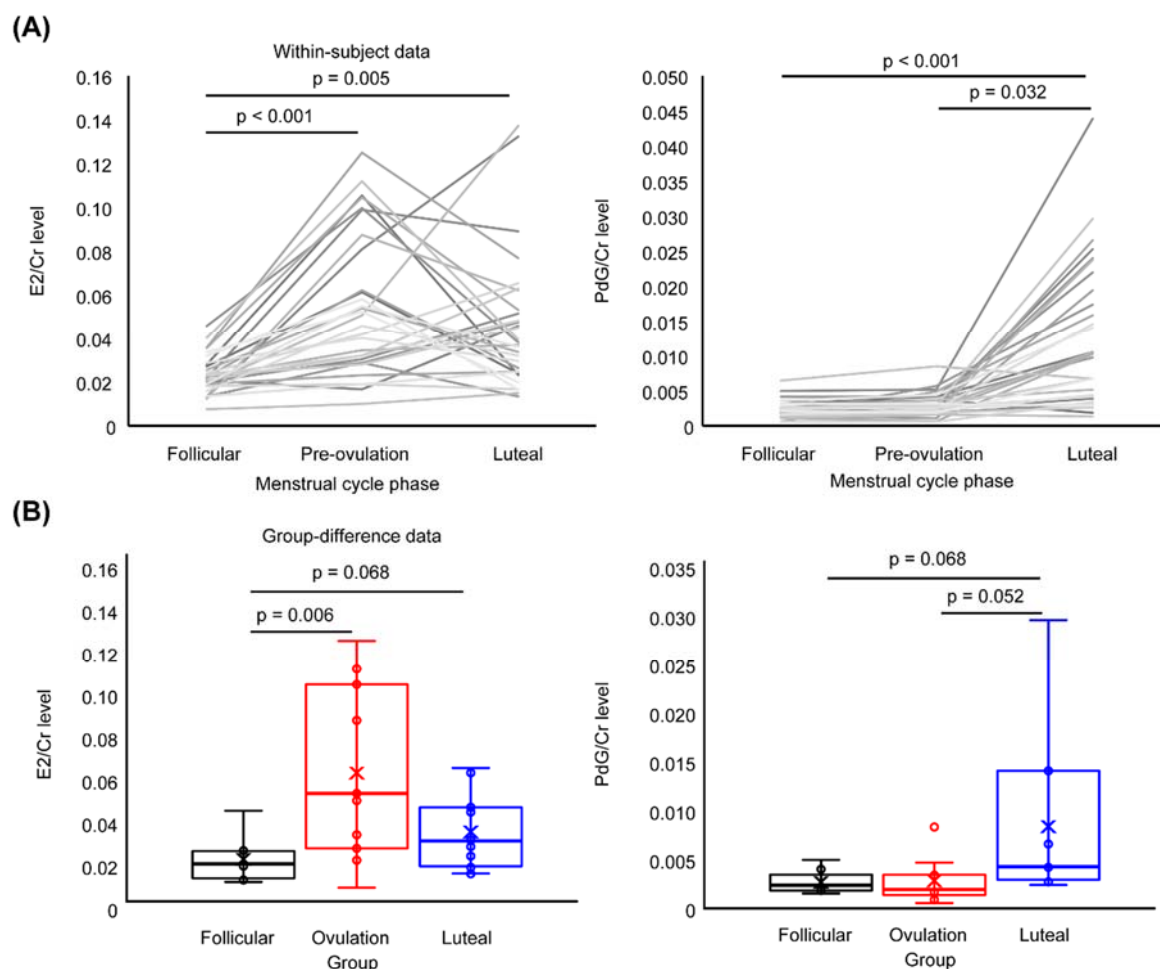 (A)
Within-subject data
0.16
0.14
0.12
0.10
0.08
0.06
0.04
0.02
0
E2/Cr level
p = 0.005
p < 0.001
Follicular
Pre-ovulation
Luteal
Menstrual cycle phase
0.050
0.045
0.040
0.035
0.030
0.025
0.020
0.015
0.010
0.005
0
PdG/Cr level
p < 0.001
p = 0.032
Follicular
Pre-ovulation
Luteal
Menstrual cycle phase
(B)
Group-difference data
0.16
0.14
0.12
0.10
0.08
0.06
0.04
0.02
0
E2/Cr level
p = 0.068
p = 0.006
Follicular
Ovulation
Luteal
Group
0.035
0.030
0.025
0.020
0.015
0.010
0.005
0
PdG/Cr level
p = 0.068
p = 0.052
Follicular
Ovulation
Luteal
Group